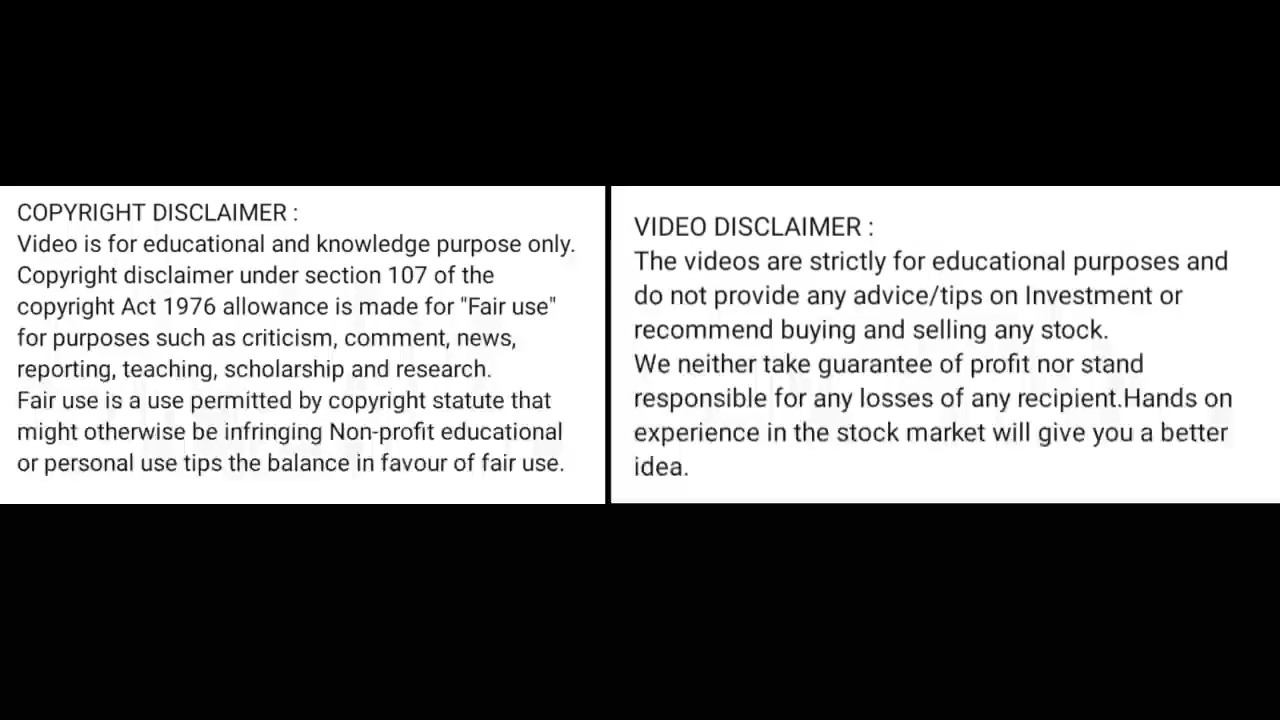 COPYRIGHT DISCLAIMER :
Video is for educational and knowledge purpose only.
Copyright disclaimer under section 107 of the
copyright Act 1976 allowance is made for "Fair use"
for purposes such as criticism, comment, news,
reporting, teaching, scholarship and research.
Fair use is a use permitted by copyright statute that
might otherwise be infringing Non-profit educational
or personal use tips the balance in favour of fair use.
VIDEO DISCLAIMER :
The videos are strictly for educational purposes and
do not provide any advice/tips on Investment or
recommend buying and selling any stock.
We neither take guarantee of profit nor stand
responsible for any losses of any recipient.Hands on
experience in the stock market will give you a better
idea.